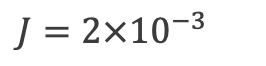 J = 2×10⁻³